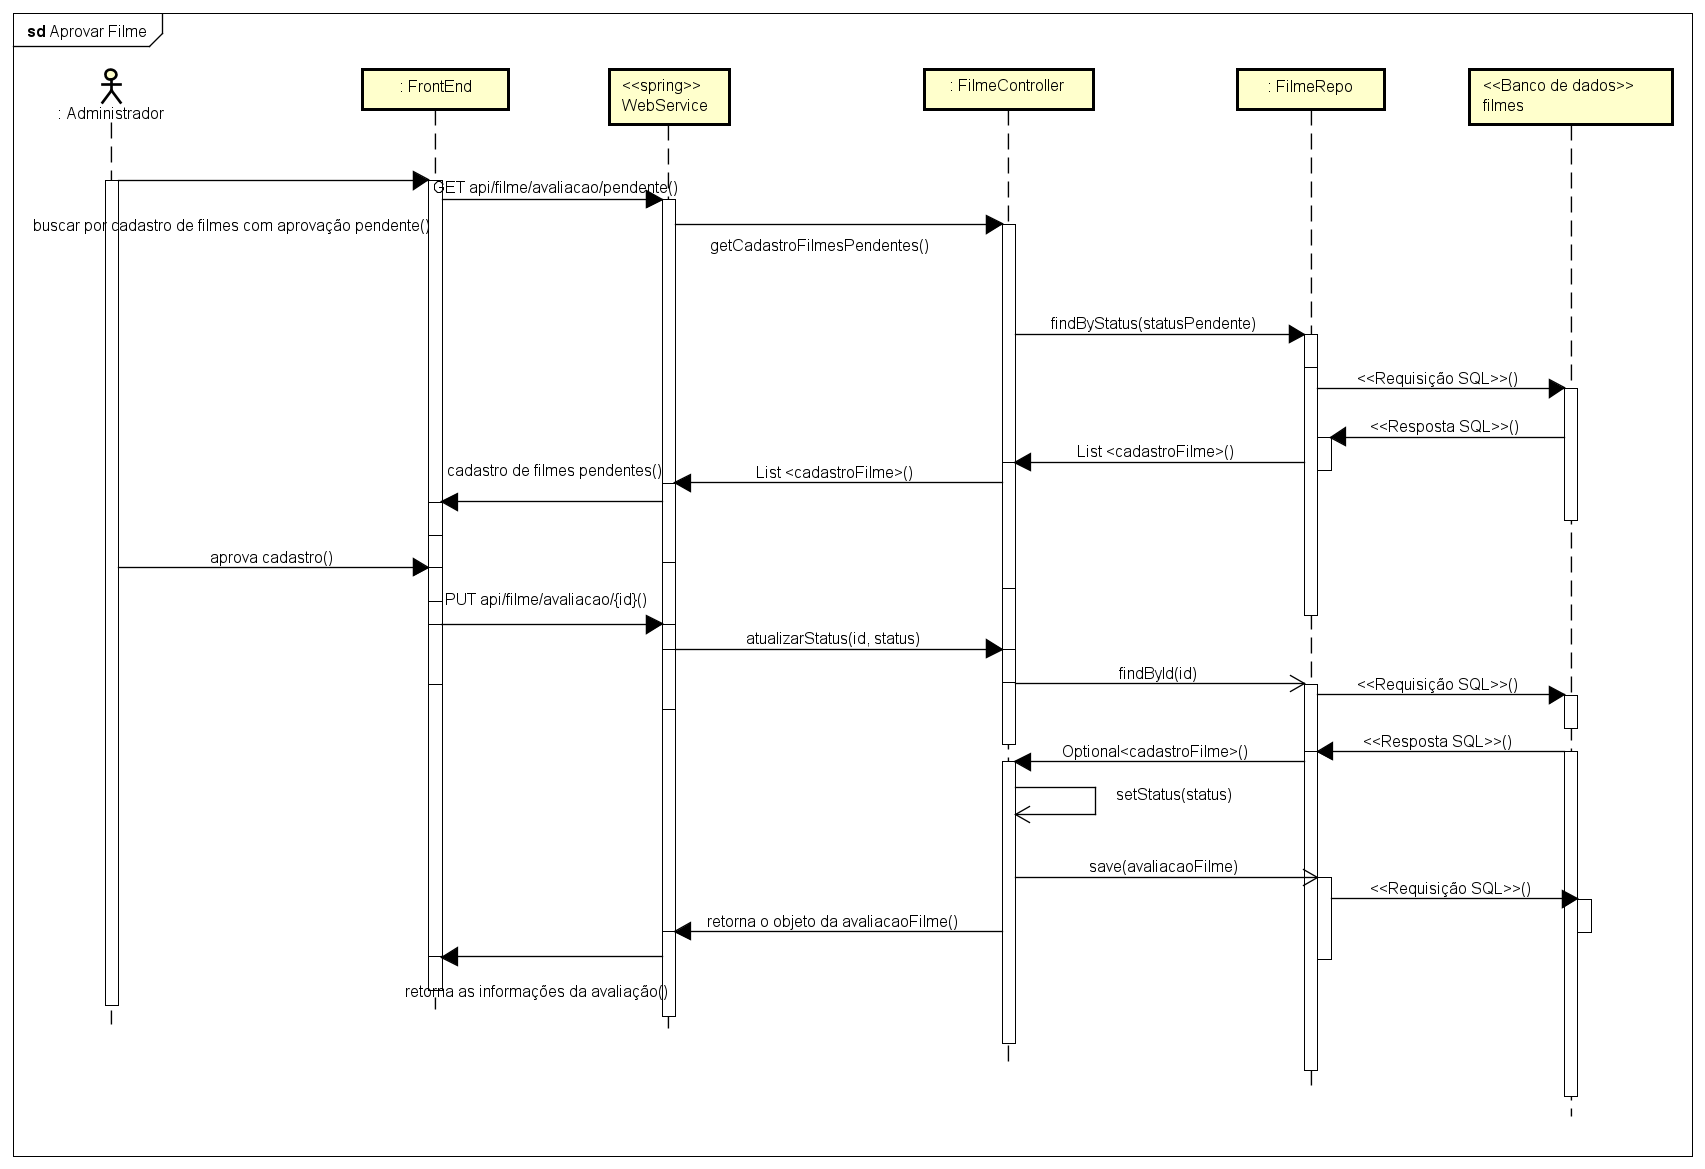 sd Aprovar Filme
: Administrador
: FrontEnd
<<spring>>
WebService
: FilmeController
: FilmeRepo
<<Banco de dados>>
filmes
GET api/filme/avaliacao/pendente()
buscar por cadastro de filmes com aprovação pendente()
getCadastroFilmesPendentes()
findByStatus(statusPendente)
<<Requisição SQL>>()
<<Resposta SQL>>()
List <cadastroFilme>()
List <cadastroFilme>()
cadastro de filmes pendentes()
aprova cadastro()
PUT api/filme/avaliacao/{id}()
atualizarStatus(id, status)
findById(id)
<<Requisição SQL>>()
<<Resposta SQL>>()
Optional<cadastroFilme>()
setStatus(status)
save(avaliacaoFilme)
<<Requisição SQL>>()
retorna o objeto da avaliacaoFilme()
retorna as informações da avaliação()